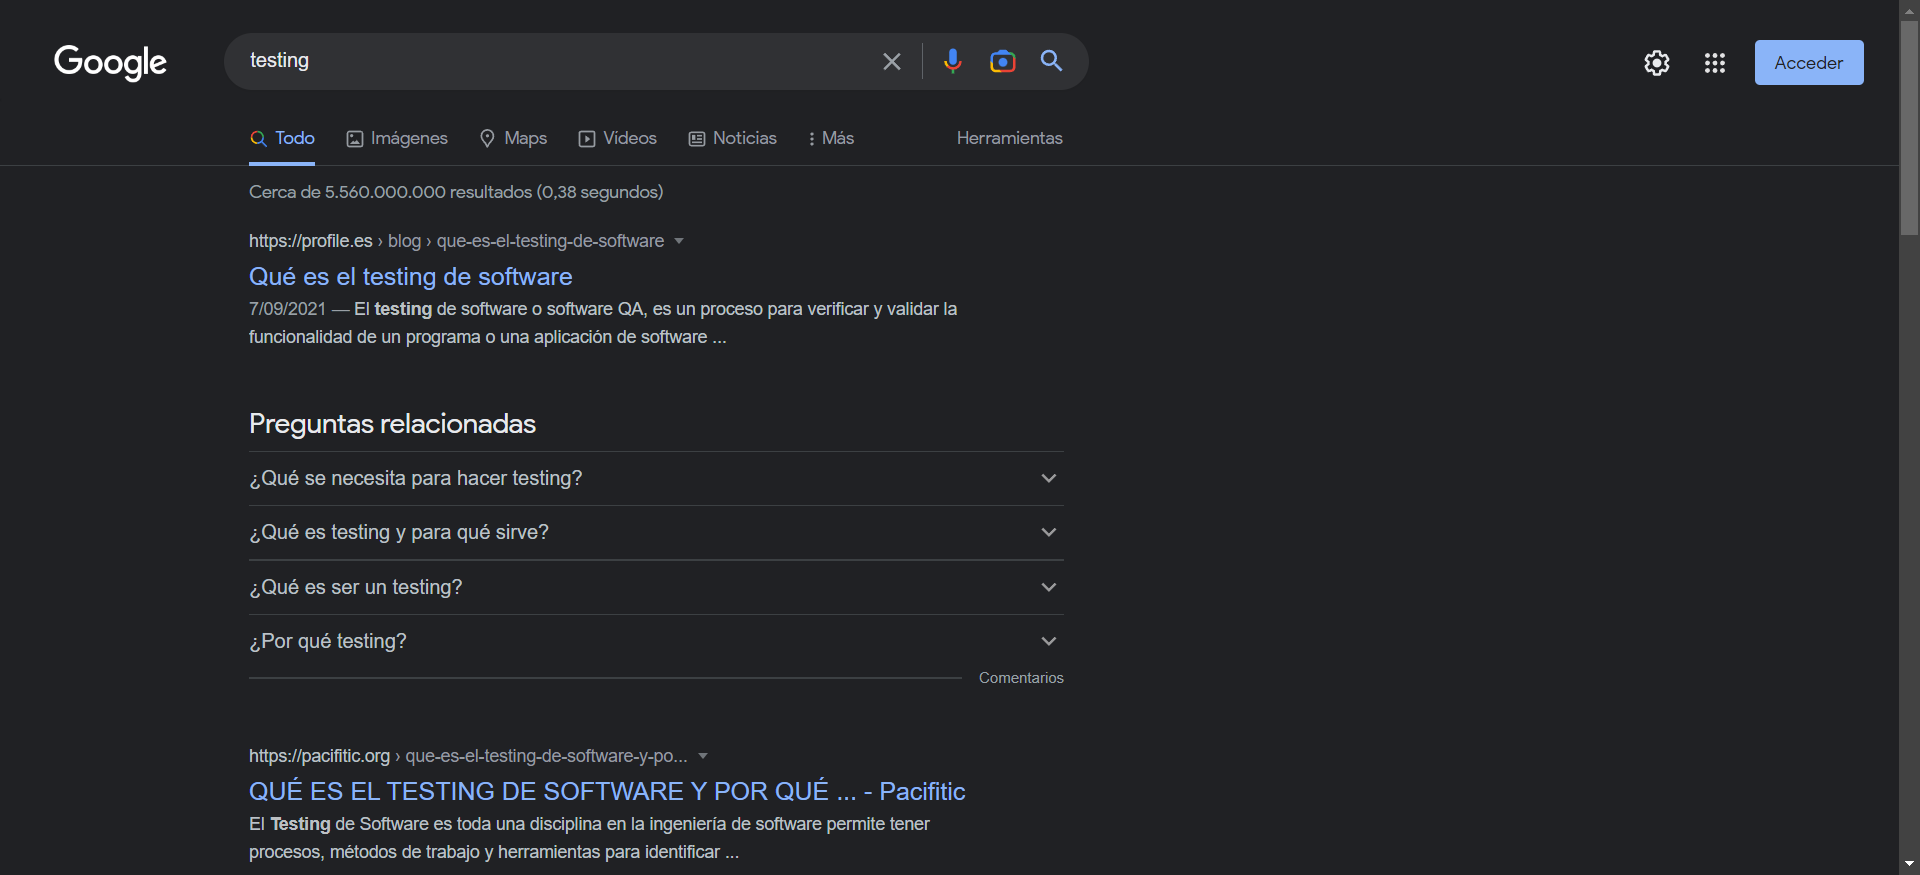 Google
testing
Acceder
Todo Imágenes Maps Vídeos Noticias Más Herramientas
Cerca de 5.560.000.000 resultados (0,38 segundos)
https://profile.es › blog › que-es-el-testing-de-software
Qué es el testing de software
7/09/2021 — El testing de software o software QA, es un proceso para verificar y validar la
funcionalidad de un programa o una aplicación de software ...
Preguntas relacionadas
¿Qué se necesita para hacer testing?
¿Qué es testing y para qué sirve?
¿Qué es ser un testing?
¿Por qué testing?
Comentarios
https://pacifitic.org › que-es-el-testing-de-software-y-po...
QUÉ ES EL TESTING DE SOFTWARE Y POR QUÉ ... - Pacifitic
El Testing de Software es toda una disciplina en la ingeniería de software permite tener
procesos, métodos de trabajo y herramientas para identificar ...